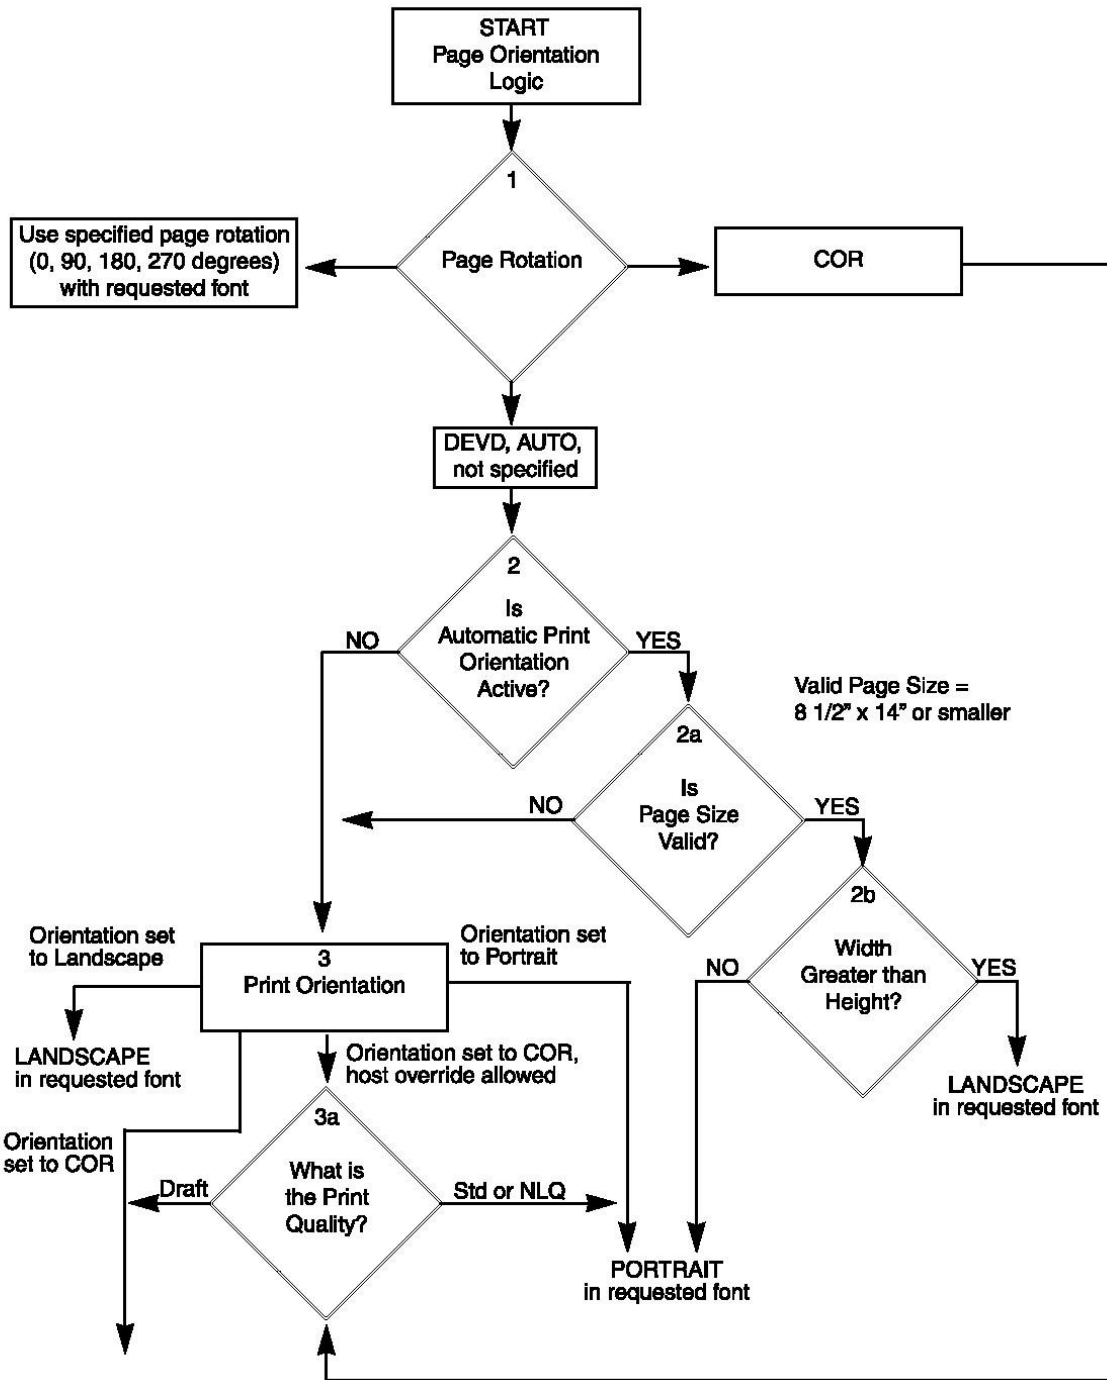 START
Page Orientation
Logic
1
Page Rotation
Use specified page rotation
(0, 90, 180, 270 degrees)
with requested font
COR
DEVD, AUTO,
not specified
2
Is
Automatic Print
Orientation
Active?
NO
YES
Valid Page Size =
8 1/2" x 14" or smaller
2a
Is
Page Size
Valid?
NO
YES
2b
Width
Greater than
Height?
NO
YES
LANDSCAPE
in requested font
Orientation set
to Landscape
3
Print Orientation
Orientation set
to Portrait
LANDSCAPE
in requested font
Orientation set to COR,
host override allowed
Orientation
set to COR
3a
What is
the Print
Quality?
Draft
Std or NLQ
PORTRAIT
in requested font